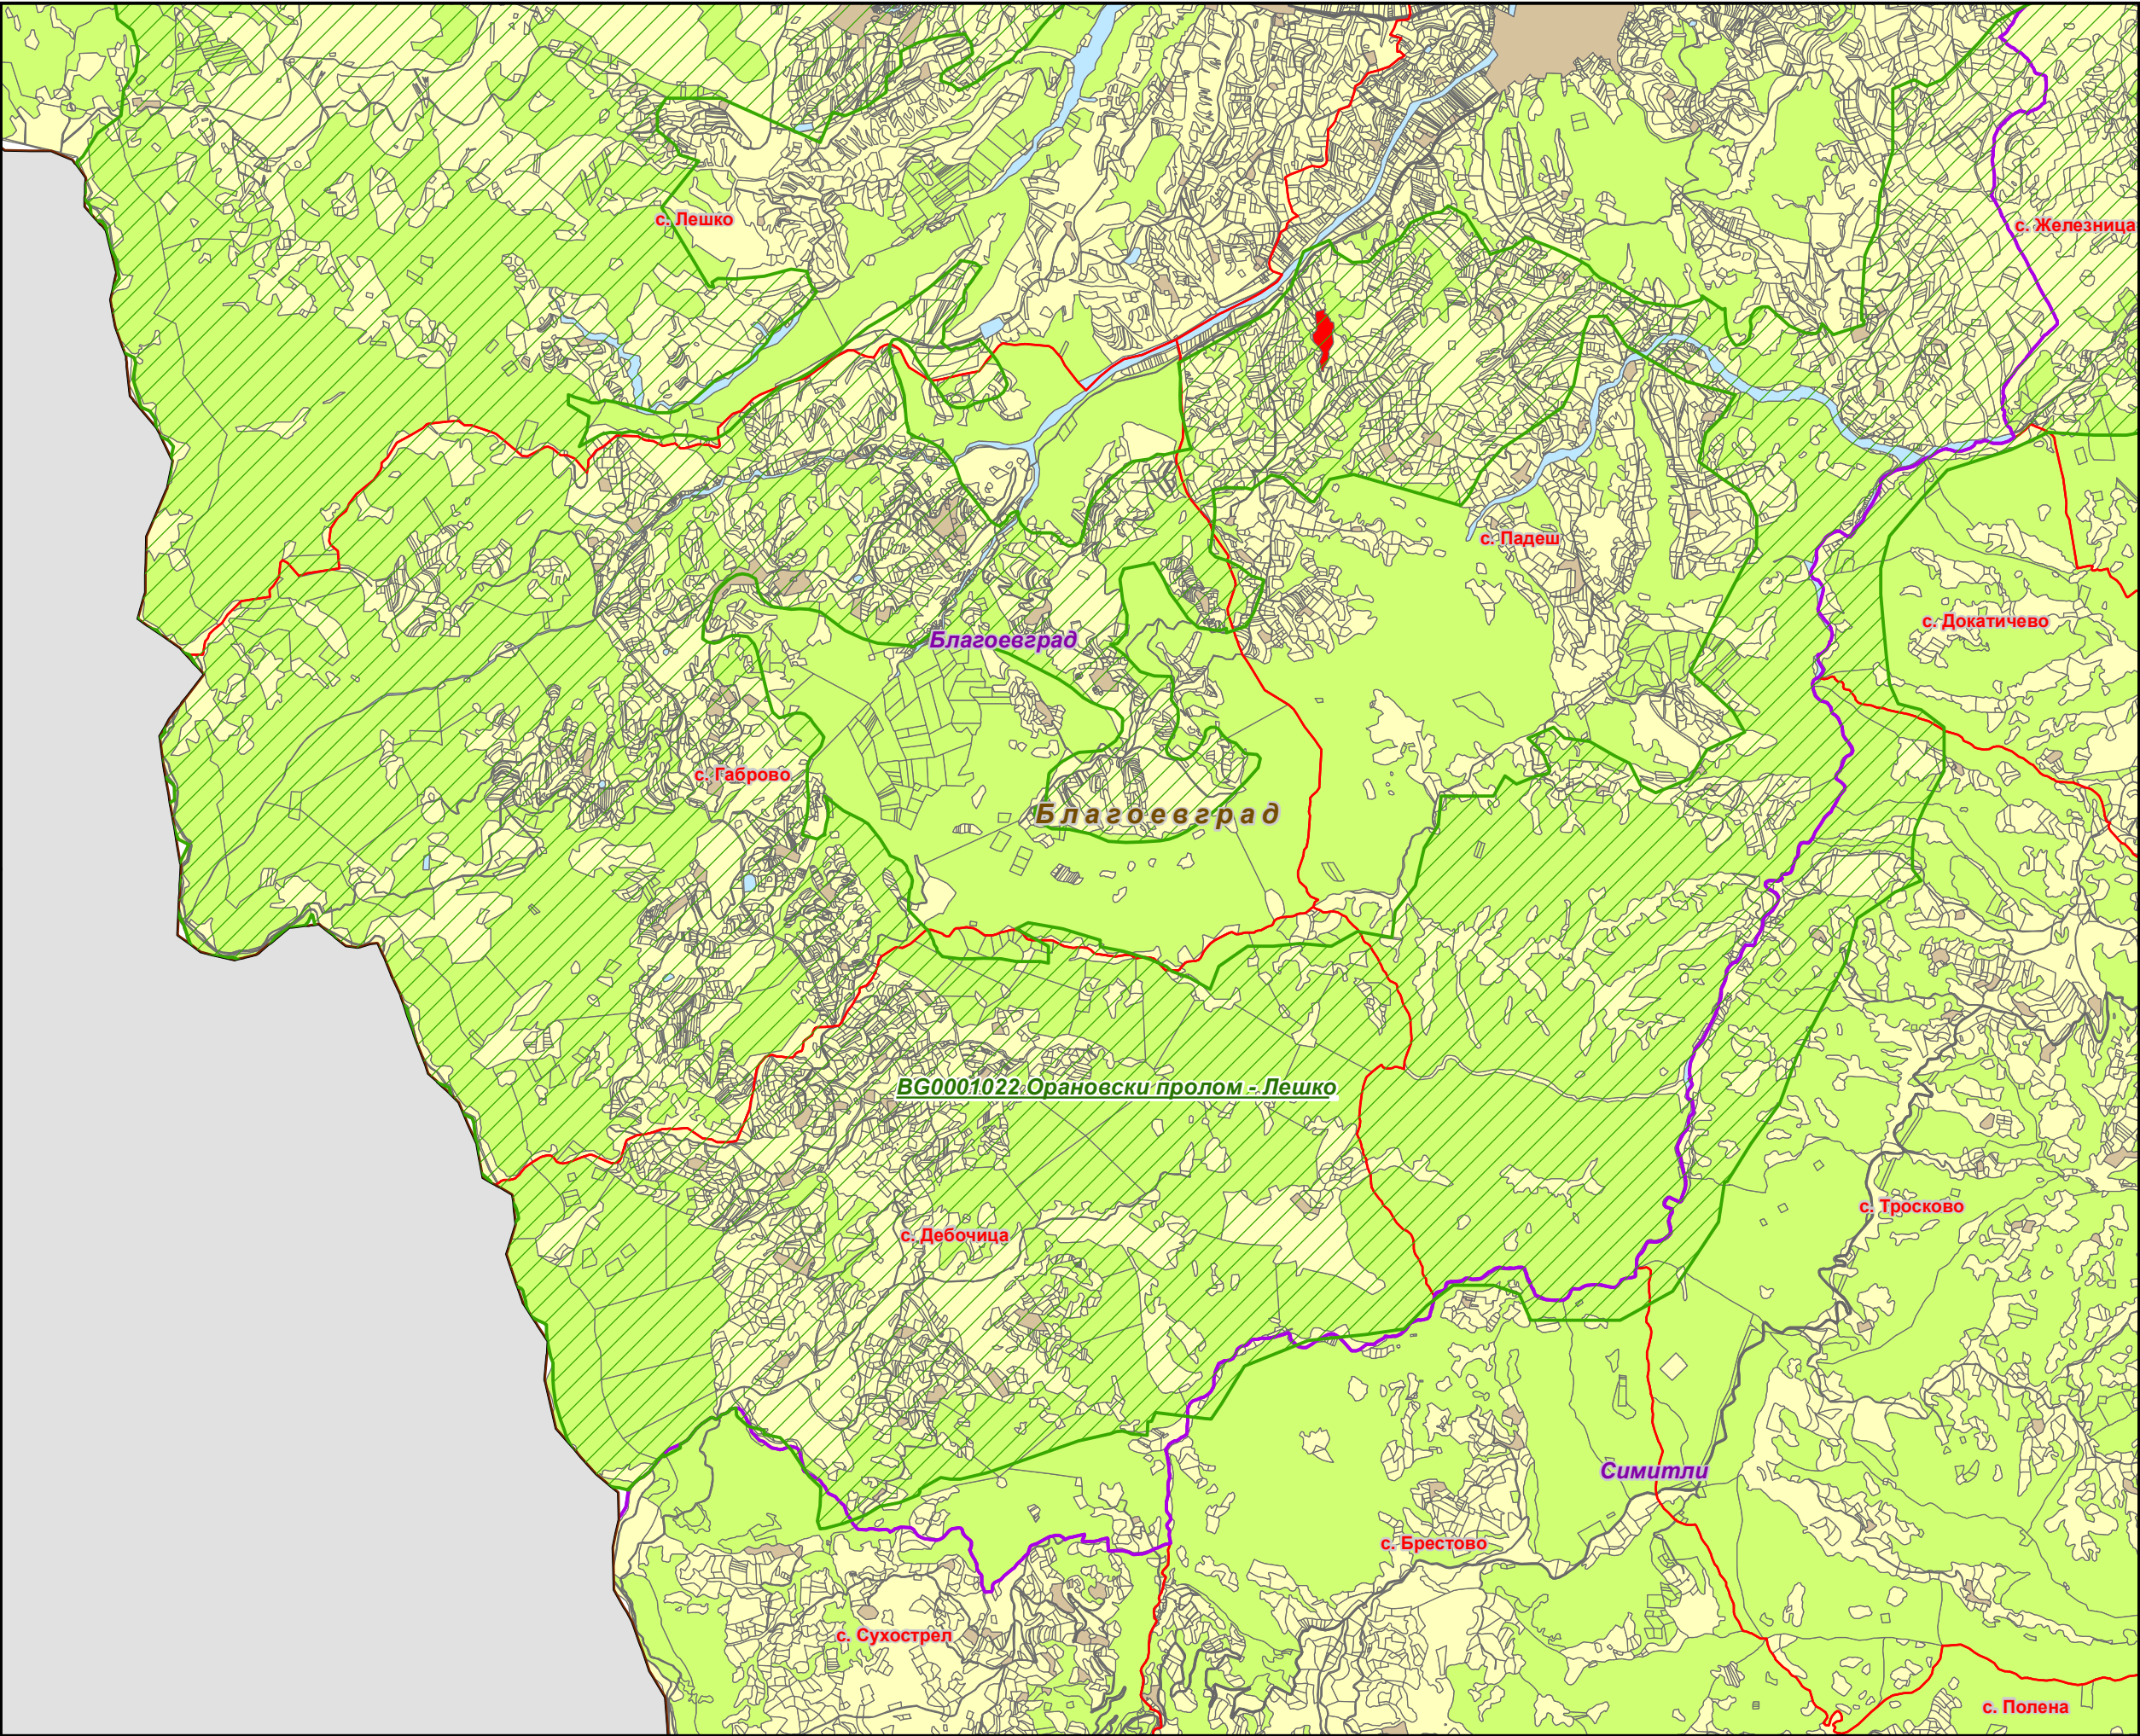 с. Лешко
с. Железница
с. Падеш
с. Докатичево
Благоевград
с. Габрово
Благоевград
BG0001022 Орановски пролом - Лешко
с. Тросково
с. Дебочица
Симитли
с. Брестово
с. Сухострел
с. Полена